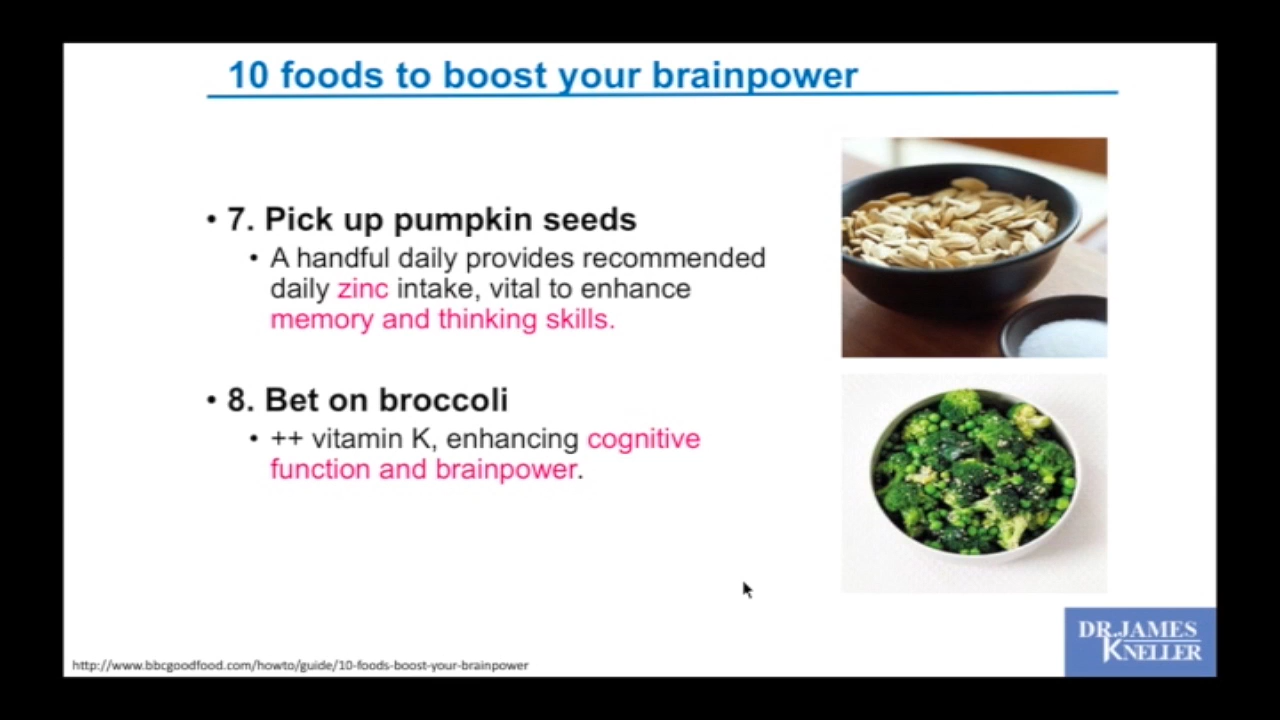 10 foods to boost your brainpower
• 7. Pick up pumpkin seeds
• A handful daily provides recommended
daily zinc intake, vital to enhance
memory and thinking skills.
• 8. Bet on broccoli
• ++ vitamin K, enhancing cognitive
function and brainpower.
http://www.bbcgoodfood.com/howto/guide/10-foods-boost-your-brainpower
DR.JAMES
KNELLER